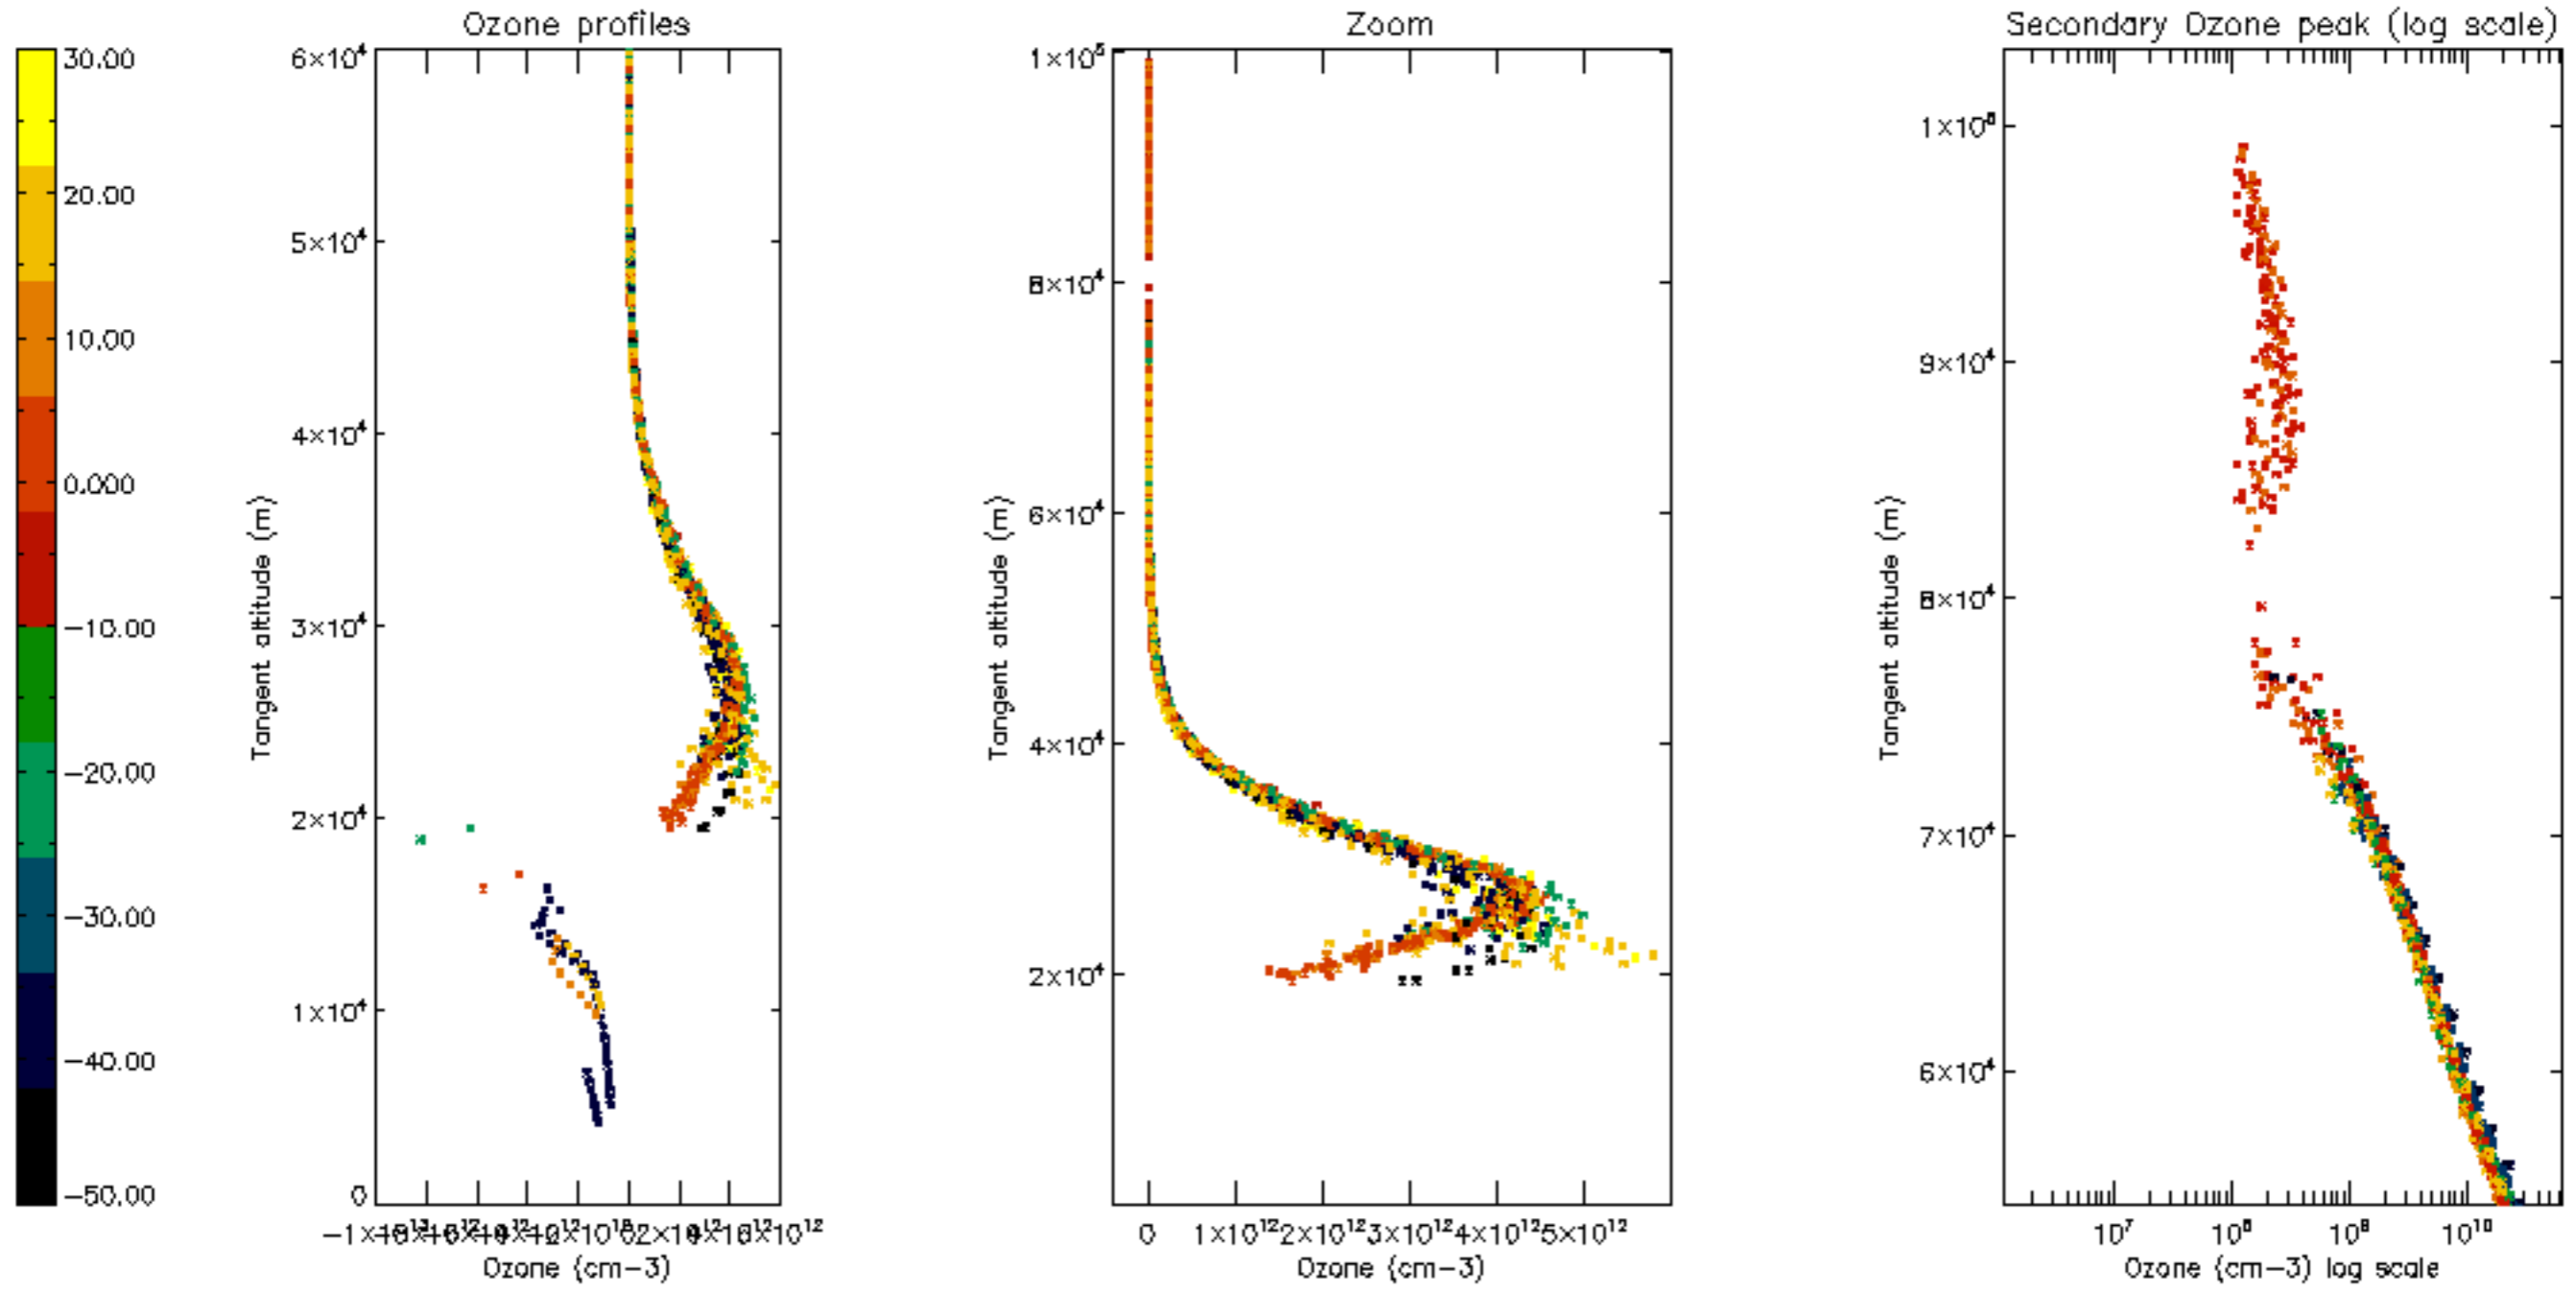 Ozone profiles
Zoom
Secondary Ozone peak (log scale)
30.00
20.00
10.00
0.000
−10.00
−20.00
−30.00
−40.00
−50.00
6×10⁴
5×10⁴
4×10⁴
3×10⁴
2×10⁴
1×10⁴
0
Tangent altitude (m)
Ozone (cm−3)
1×10⁵
8×10⁴
6×10⁴
4×10⁴
2×10⁴
Tangent altitude (m)
0 1×10¹² 2×10¹² 3×10¹² 4×10¹² 5×10¹²
Ozone (cm−3)
1×10⁵
9×10⁴
8×10⁴
7×10⁴
6×10⁴
Tangent altitude (m)
10⁷ 10⁸ 10⁹ 10¹⁰
Ozone (cm−3) log scale